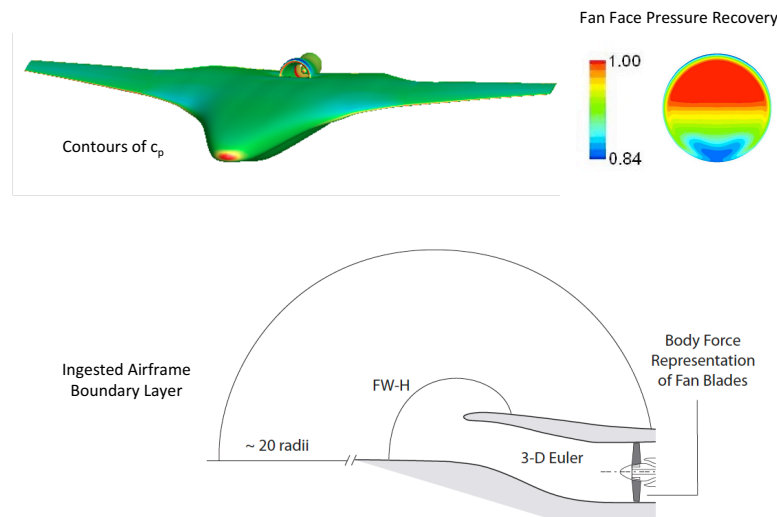 Fan Face Pressure Recovery
1.00
0.84
Contours of cp
Ingested Airframe
Boundary Layer
FW-H
Body Force
Representation
of Fan Blades
~ 20 radii
3-D Euler